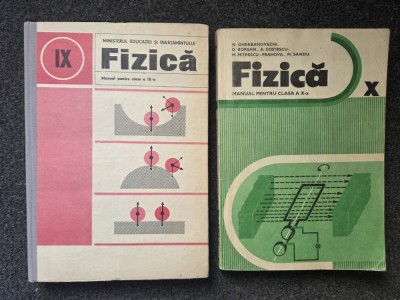 IX
MINISTERUL EDUCAȚIEI ȘI ÎNVĂȚĂMÂNTULUI
Fizică
Manual pentru clasa a IX-a
N. GHERBANOVSCHI
D. BORȘAN, A. COSTESCU,
M. PETRESCU-PRAHOVA, M. SANDU
Fizică
MANUAL PENTRU CLASA A X-a
X